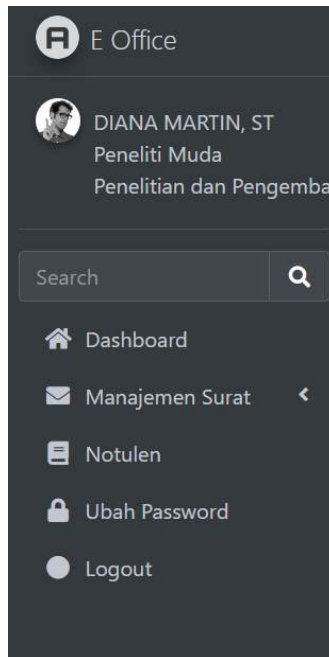 E Office
DIANA MARTIN, ST
Peneliti Muda
Penelitian dan Pengemba
Search
Dashboard
Manajemen Surat
Notulen
Ubah Password
Logout